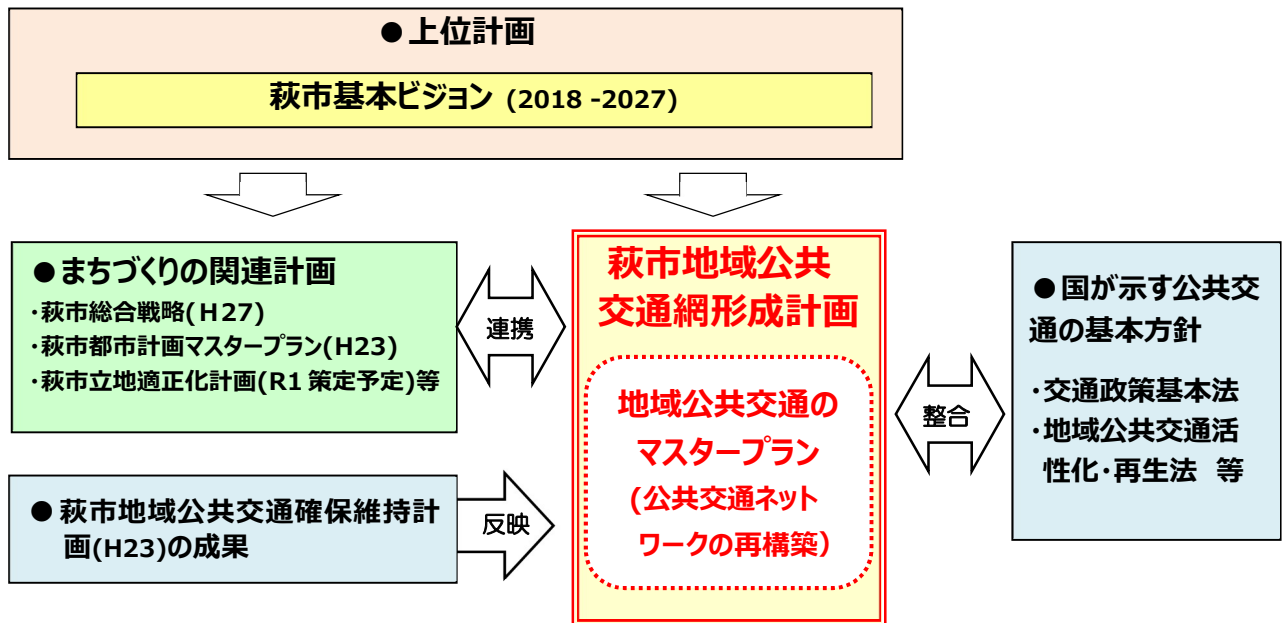 ●上位計画
萩市基本ビジョン (2018 -2027)
●まちづくりの関連計画
・萩市総合戦略(H27)
・萩市都市計画マスタープラン(H23)
・萩市立地適正化計画(R1 策定予定)等
連携
萩市地域公共
交通網形成計画
地域公共交通の
マスタープラン
(公共交通ネット
ワークの再構築）
整合
●国が示す公共交
通の基本方針
・交通政策基本法
・地域公共交通活
性化・再生法 等
●萩市地域公共交通確保維持計
画(H23)の成果
反映